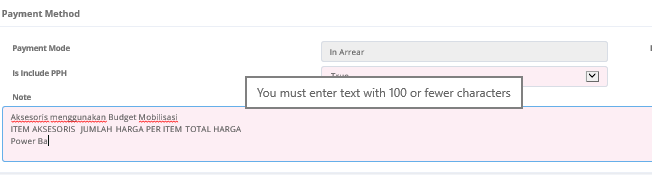 Payment Method
Payment Mode
In Arrear
Is Include PPH
True
You must enter text with 100 or fewer characters
Note
Aksesoris menggunakan Budget Mobilisasi
ITEM AKSESORIS JUMLAH HARGA PER ITEM TOTAL HARGA
Power Ba